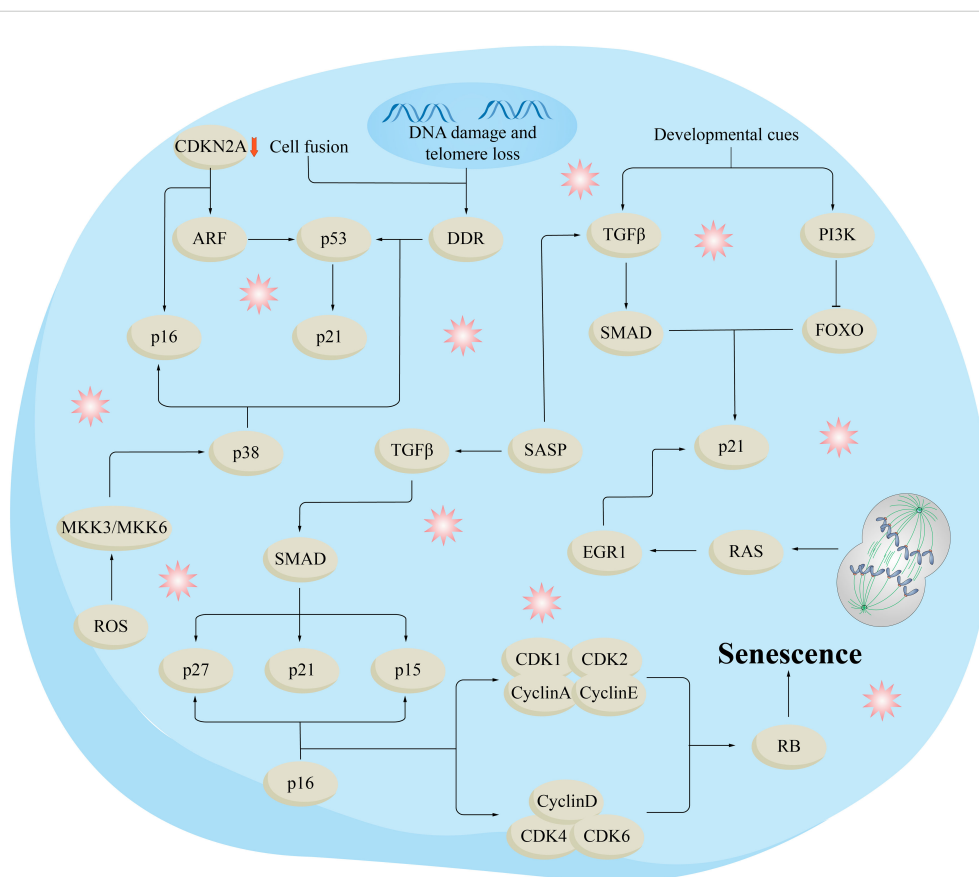 DNA damage and
telomere loss
Developmental cues
CDKN2A
Cell fusion
ARF
p53
DDR
TGFβ
PI3K
p16
p21
SMAD
FOXO
p38
TGFβ
SASP
p21
MKK3/MKK6
SMAD
EGR1
RAS
ROS
p27
p21
p15
CDK1
CDK2
CyclinA
CyclinE
Senescence
RB
p16
CyclinD
CDK4
CDK6